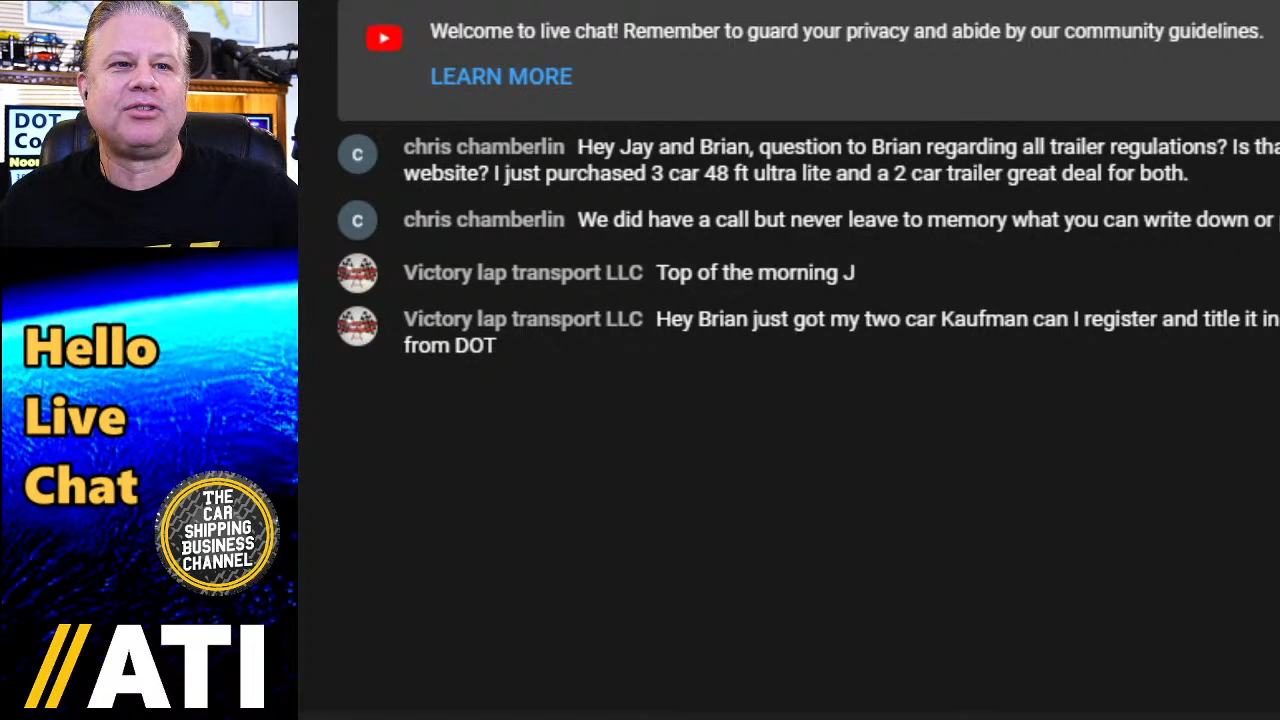 Welcome to live chat! Remember to guard your privacy and abide by our community guidelines.
LEARN MORE
chris chamberlin Hey Jay and Brian, question to Brian regarding all trailer regulations? Is
website? I just purchased 3 car 48 ft ultra lite and a 2 car trailer great deal for both.
chris chamberlin We did have a call but never leave to memory what you can write down or
Victory lap transport LLC Top of the morning J
Victory lap transport LLC Hey Brian just got my two car Kaufman can I register and title it in
from DOT
C
C
DOT
Co
Hello
Live
Chat
THE
CAR
SHIPPING
BUSINESS
CHANNEL
//ATI